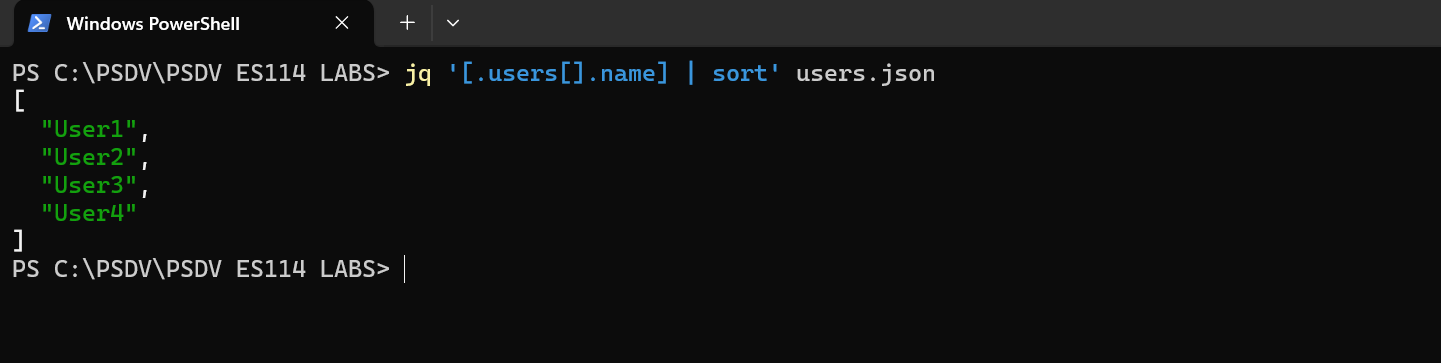 Windows PowerShell
PS C:\PSDV\PSDV ES114 LABS> jq '[.users[].name] | sort' users.json
[
  "User1",
  "User2",
  "User3",
  "User4"
]
PS C:\PSDV\PSDV ES114 LABS>